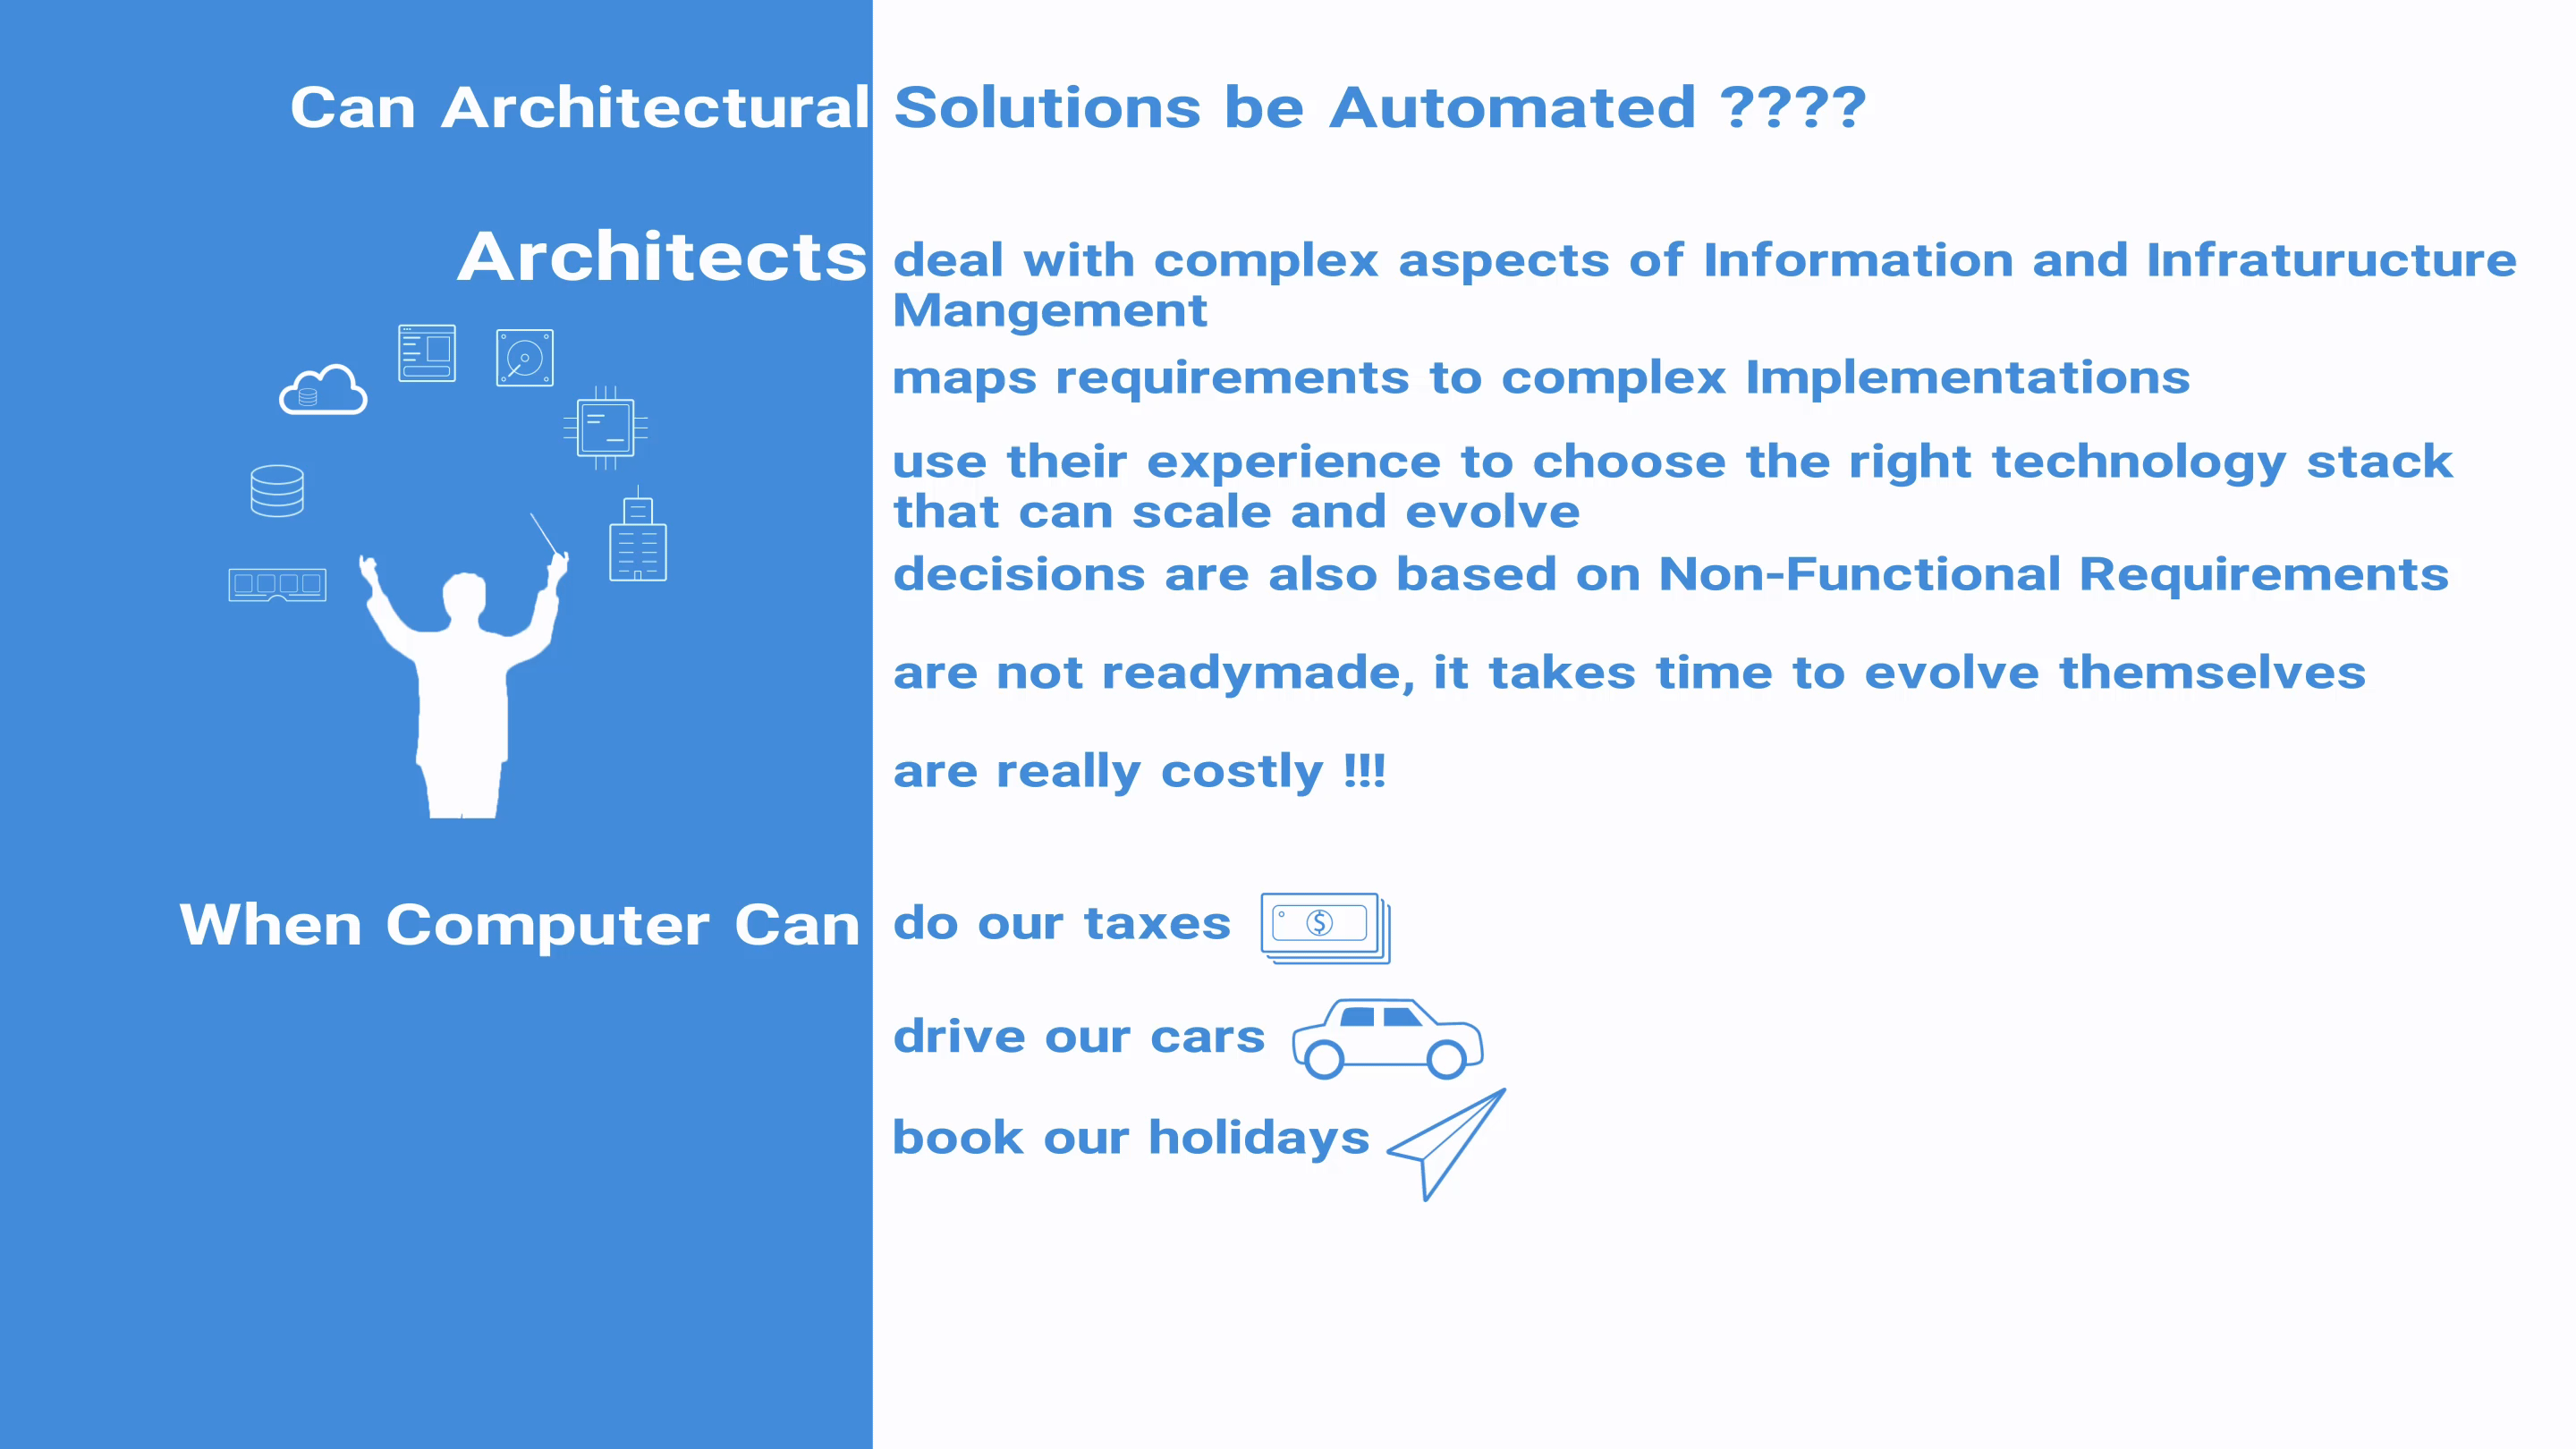 Can Architectural Solutions be Automated ????
Architects deal with complex aspects of Information and Infraturucture
Mangement
maps requirements to complex Implementations
use their experience to choose the right technology stack
that can scale and evolve
decisions are also based on Non-Functional Requirements
are not readymade, it takes time to evolve themselves
are really costly !!!
When Computer Can do our taxes
drive our cars
book our holidays